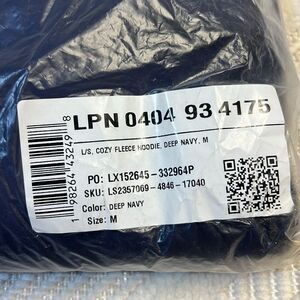 LPN 0404 93 4175
L/S, COZY FLEECE HOODIE, DEEP NAVY, M
PO: LX152645-332964P
SKU: LS2357069-4846-17040
Color: DEEP NAVY
Size: M
1 98264 43249 8